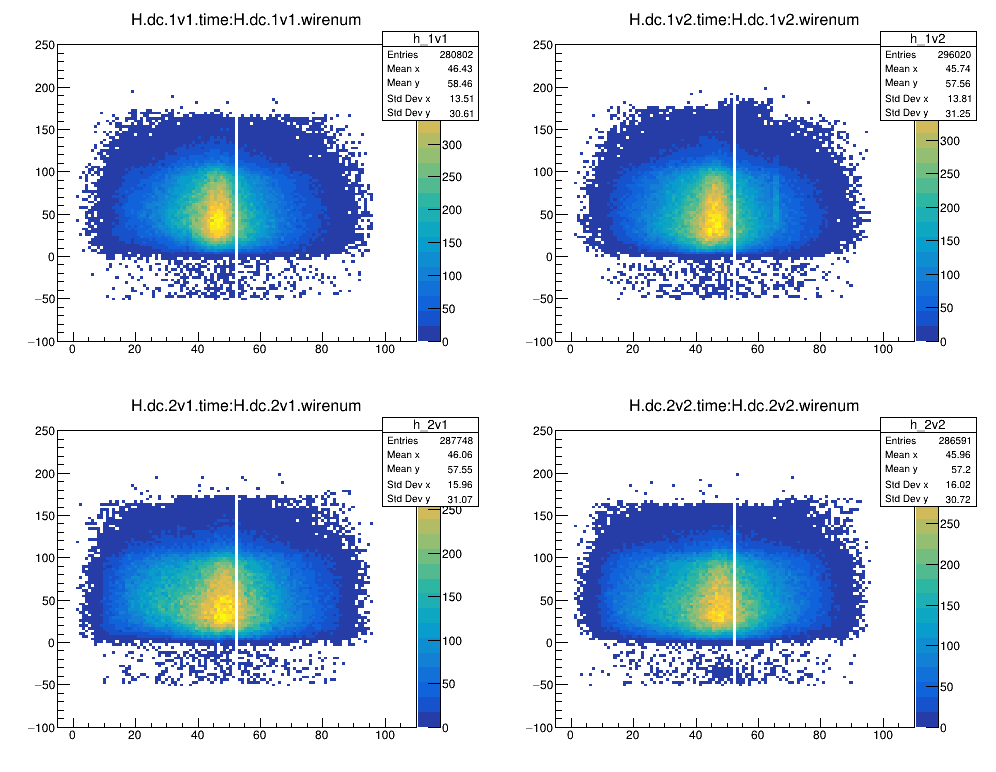 H.dc.1v1.time:H.dc.1v1.wirenum
h_1v1
Entries 280802
Mean x 46.43
Mean y 58.46
Std Dev x 13.51
Std Dev y 30.61
250
200
150
100
50
0
−50
−100
0 20 40 60 80 100
300
250
200
150
100
50
0
H.dc.1v2.time:H.dc.1v2.wirenum
h_1v2
Entries 296020
Mean x 45.74
Mean y 57.56
Std Dev x 13.81
Std Dev y 31.25
250
200
150
100
50
0
−50
−100
0 20 40 60 80 100
300
250
200
150
100
50
0
H.dc.2v1.time:H.dc.2v1.wirenum
h_2v1
Entries 287748
Mean x 46.06
Mean y 57.55
Std Dev x 15.96
Std Dev y 31.07
250
200
150
100
50
0
−50
−100
0 20 40 60 80 100
250
200
150
100
50
0
H.dc.2v2.time:H.dc.2v2.wirenum
h_2v2
Entries 286591
Mean x 45.96
Mean y 57.2
Std Dev x 16.02
Std Dev y 30.72
250
200
150
100
50
0
−50
−100
0 20 40 60 80 100
250
200
150
100
50
0